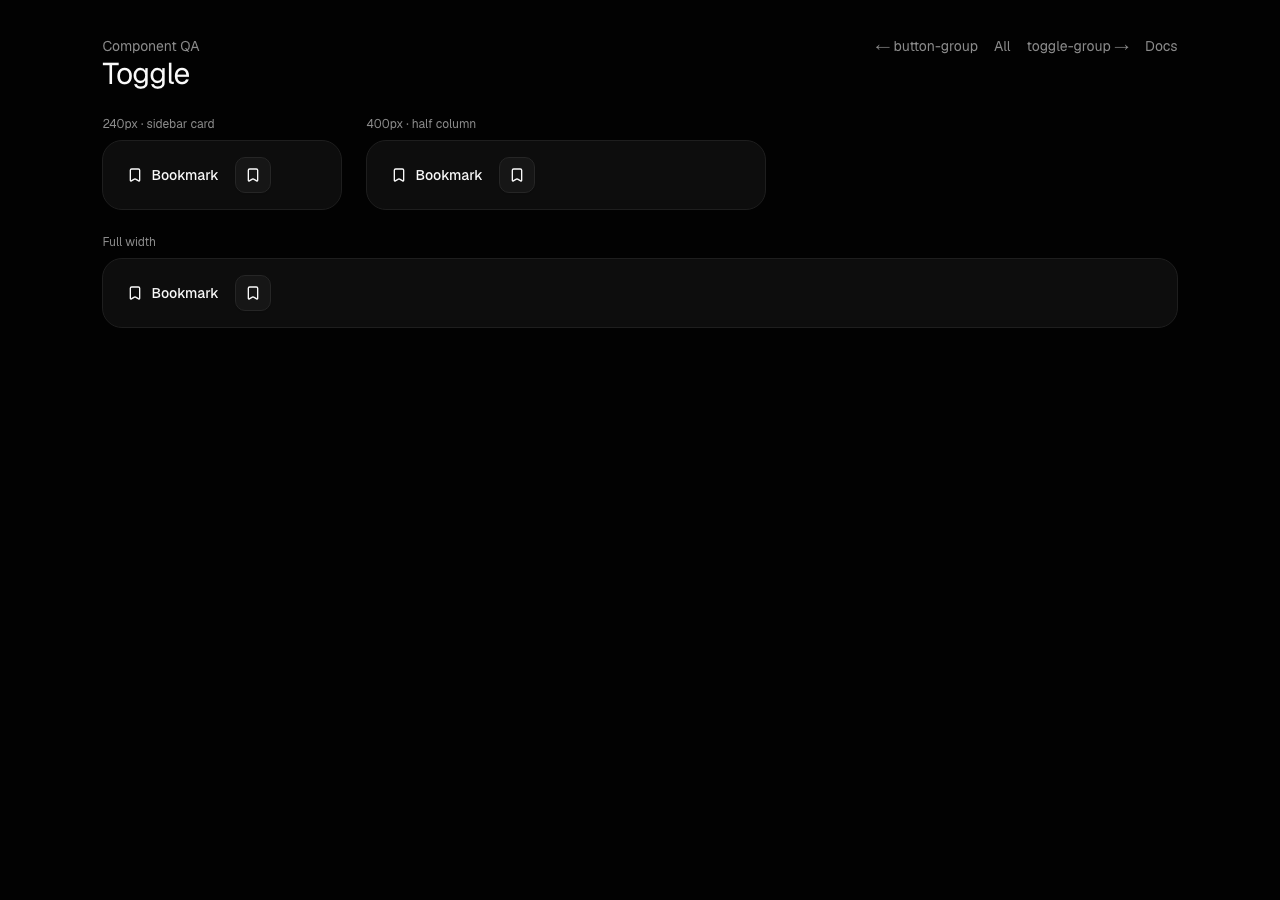 Component QA
← button-group All toggle-group → Docs
Toggle
240px · sidebar card
400px · half column
Bookmark
Bookmark
Full width
Bookmark